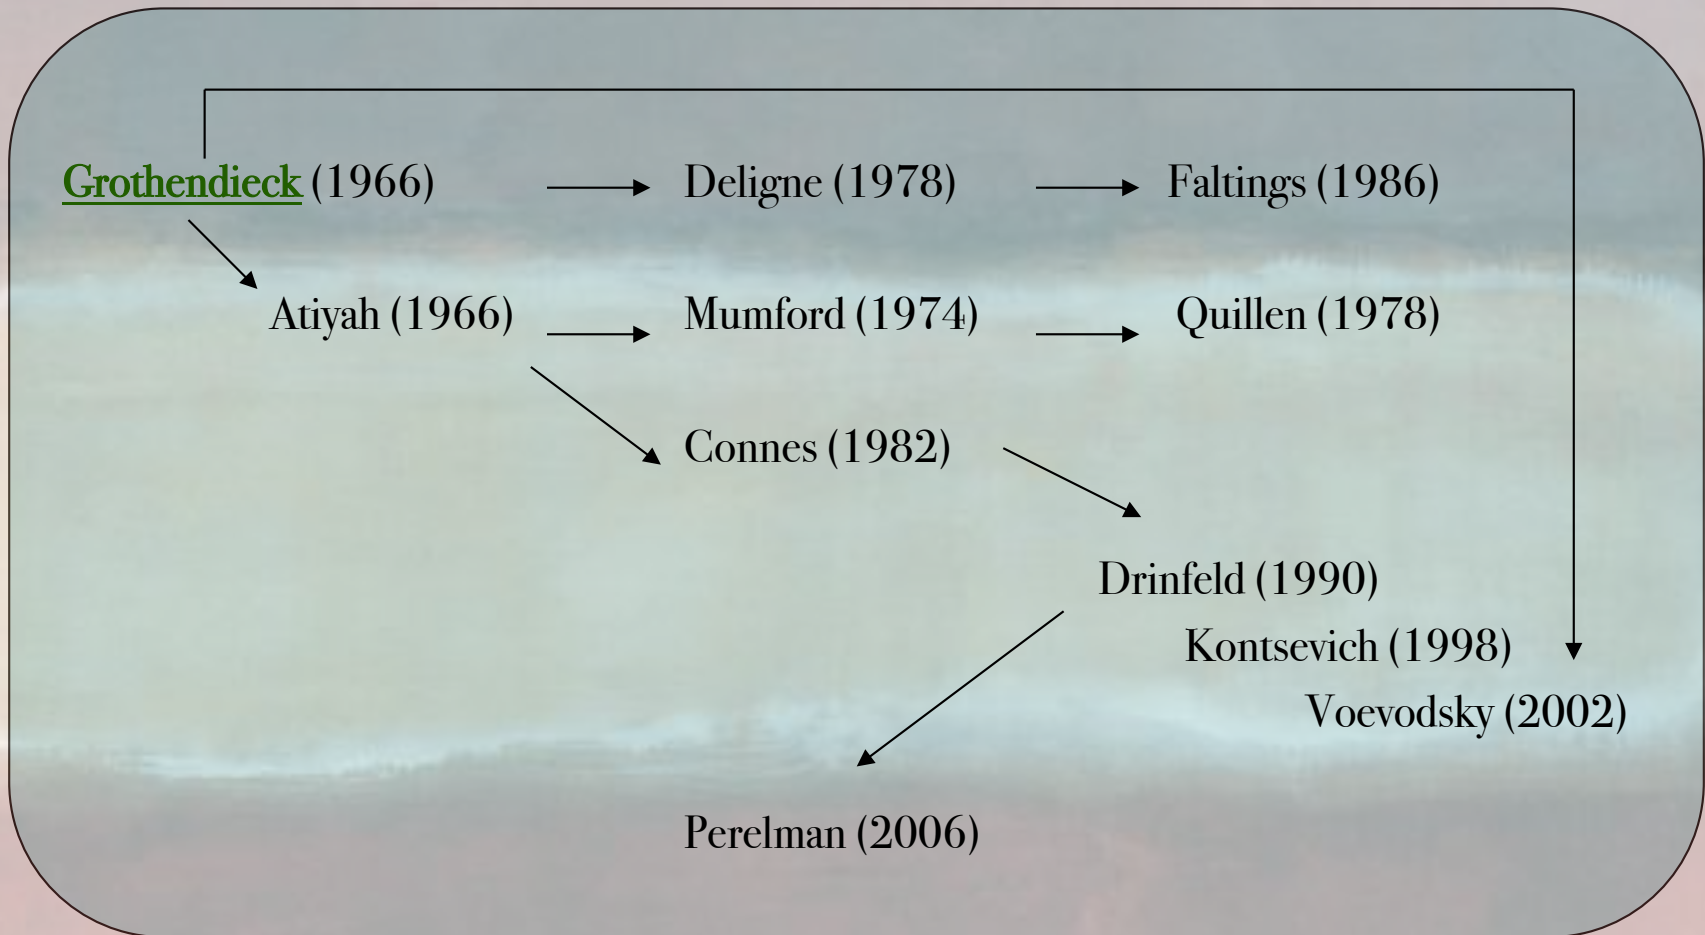 Grothendieck (1966) Deligne (1978) Faltings (1986)
Atiyah (1966) Mumford (1974) Quillen (1978)
Connes (1982)
Drinfeld (1990)
Kontsevich (1998)
Voevodsky (2002)
Perelman (2006)